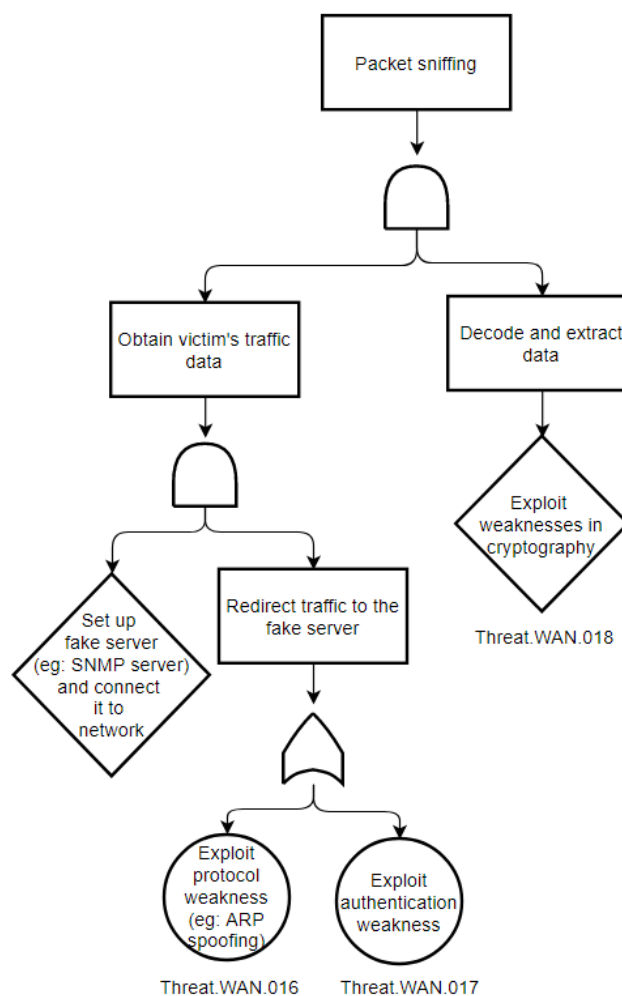 Packet sniffing
Obtain victim's traffic
data
Decode and extract
data
Exploit
weaknesses in
cryptography
Threat.WAN.018
Set up
fake server
(eg: SNMP server)
and connect
it to
network
Redirect traffic to the
fake server
Exploit
protocol
weakness
(eg: ARP
spoofing)
Threat.WAN.016
Exploit
authentication
weakness
Threat.WAN.017